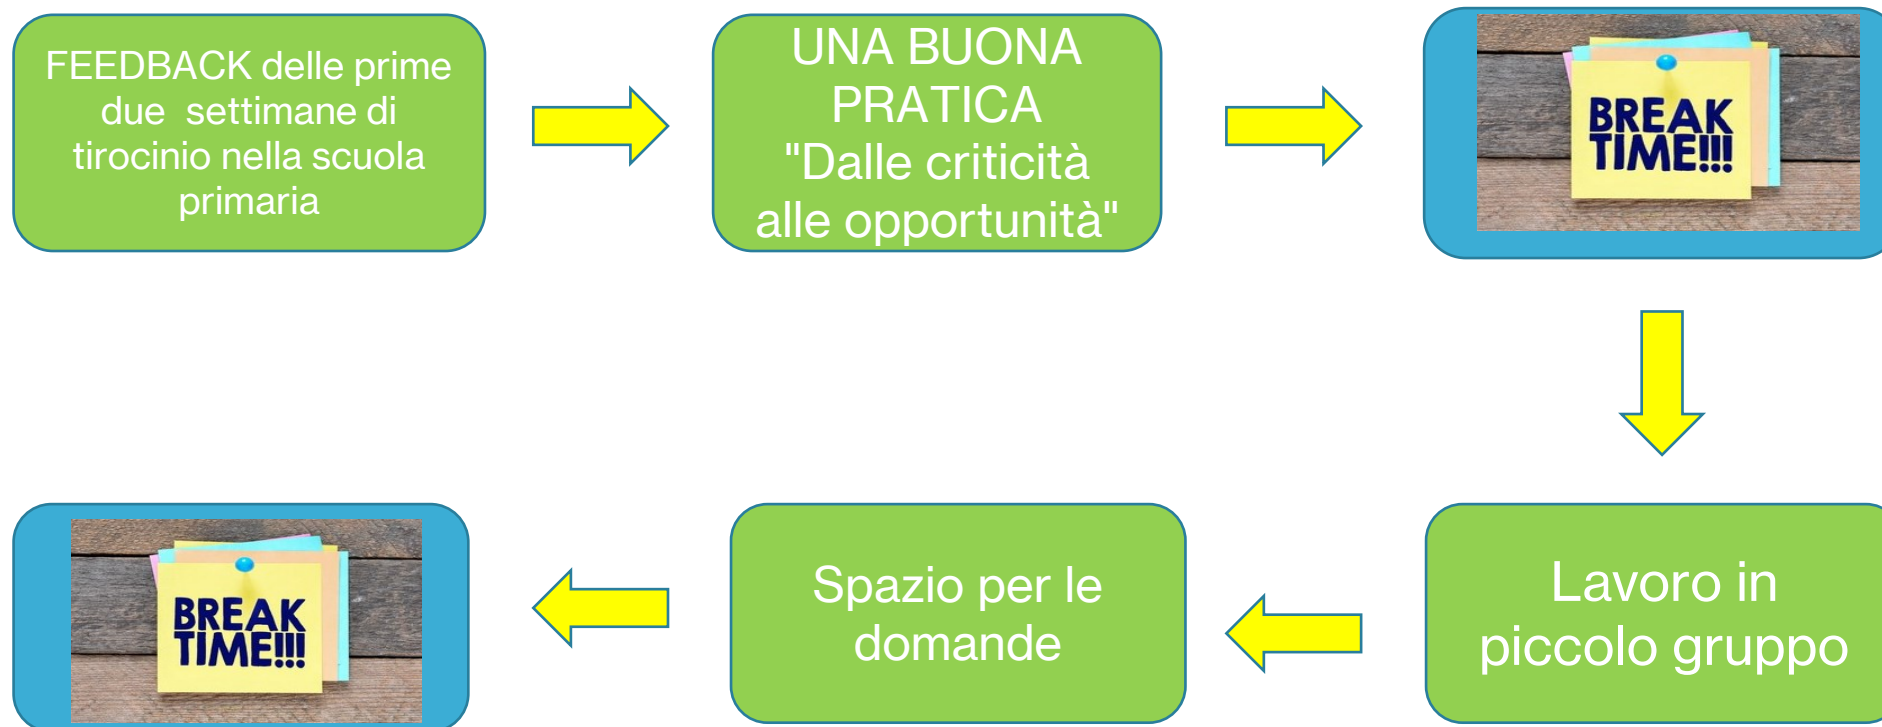 FEEDBACK delle prime
due settimane di
tirocinio nella scuola
primaria
UNA BUONA
PRATICA
"Dalle criticità
alle opportunità"
BREAK
TIME!!!
Lavoro in
piccolo gruppo
Spazio per le
domande
BREAK
TIME!!!